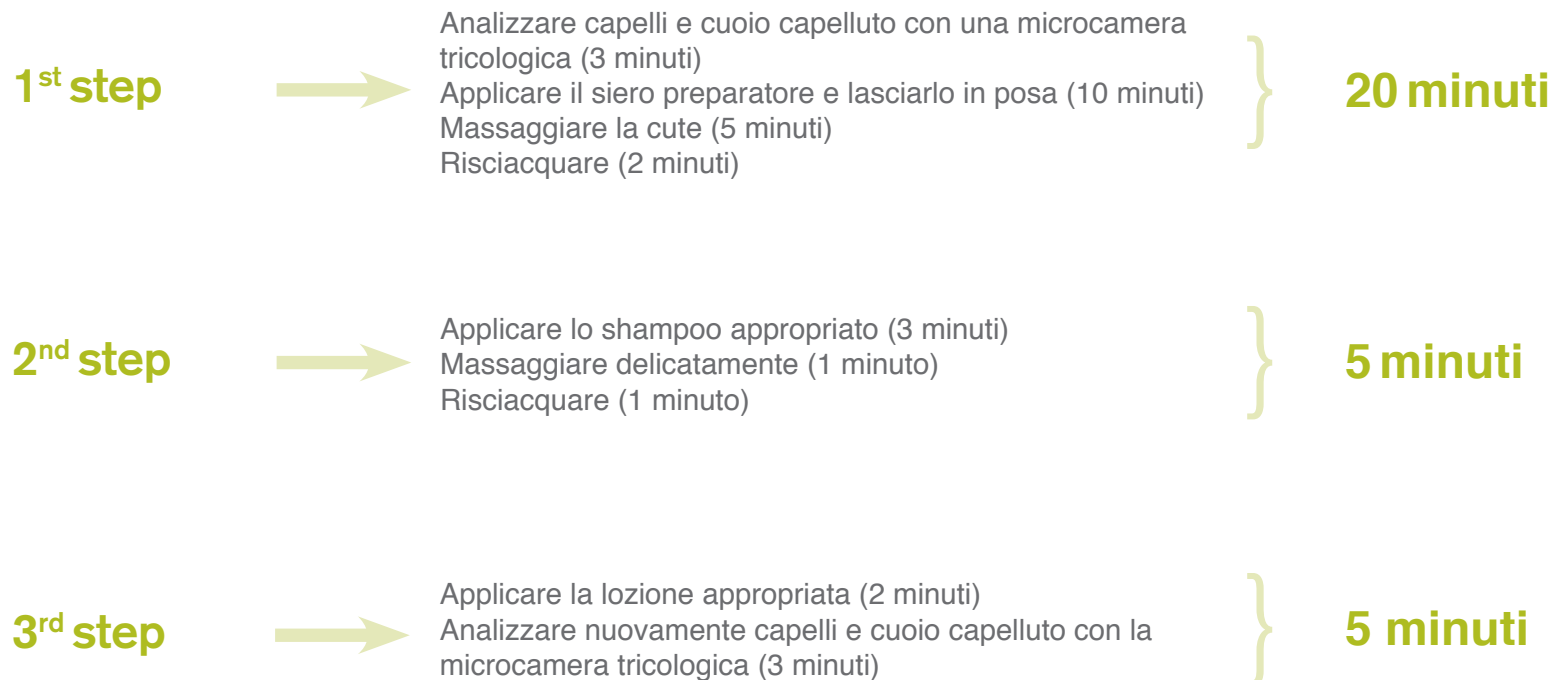 Analizzare capelli e cuoio capelluto con una microcamera
tricologica (3 minuti)
1st step
20 minuti
Applicare il siero preparatore e lasciarlo in posa (10 minuti)
Massaggiare la cute (5 minuti)
Risciacquare (2 minuti)
Applicare lo shampoo appropriato (3 minuti)
2nd step
5 minuti
Massaggiare delicatamente (1 minuto)
Risciacquare (1 minuto)
Applicare la lozione appropriata (2 minuti)
3rd step
5 minuti
Analizzare nuovamente capelli e cuoio capelluto con la
microcamera tricologica (3 minuti)